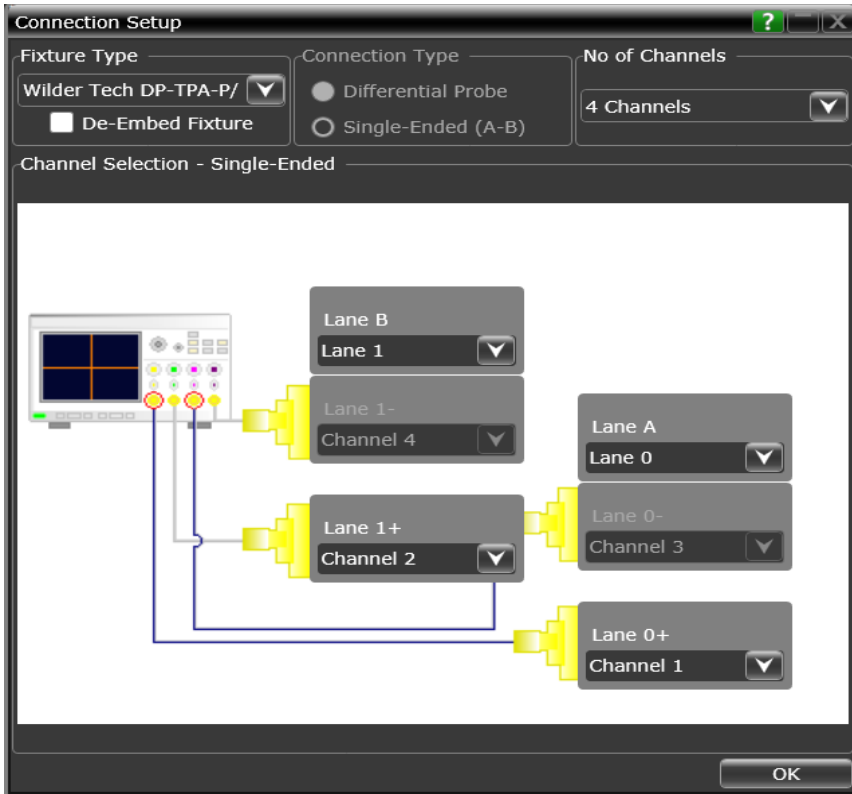 Connection Setup
?
Fixture Type
Wilder Tech DP-TPA-P/
De-Embed Fixture
Connection Type
Differential Probe
Single-Ended (A-B)
No of Channels
4 Channels
Channel Selection - Single-Ended
Lane B
Lane 1
Lane 1-
Channel 4
Lane 1+
Channel 2
Lane A
Lane 0
Lane 0-
Channel 3
Lane 0+
Channel 1
OK